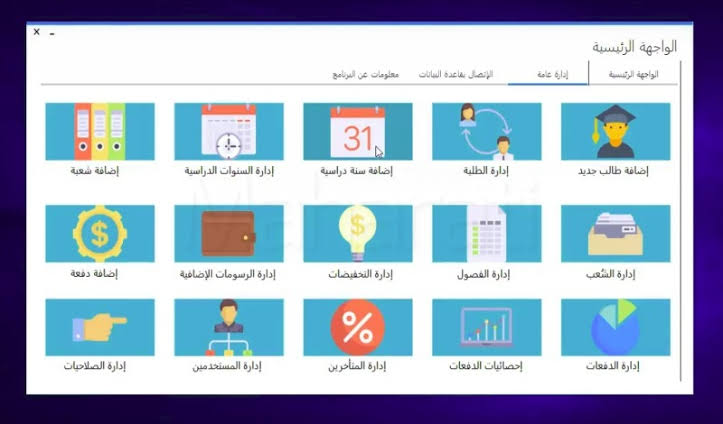 الواجهة الرئيسية
الواجهة الرئيسية
إدارة عامة
الإتصال بقاعدة البيانات
معلومات عن البرنامج
31
إضافة طالب جديد
إدارة الطلبة
إضافة سنة دراسية
إدارة السنوات الدراسية
إضافة شعبة
$
$
إدارة الشُعب
إدارة الفصول
إدارة التخفيضات
إدارة الرسومات الإضافية
إضافة دفعة
%
إدارة الدفعات
إحصائيات الدفعات
إدارة المتأخرين
إدارة المستخدمين
إدارة الصلاحيات